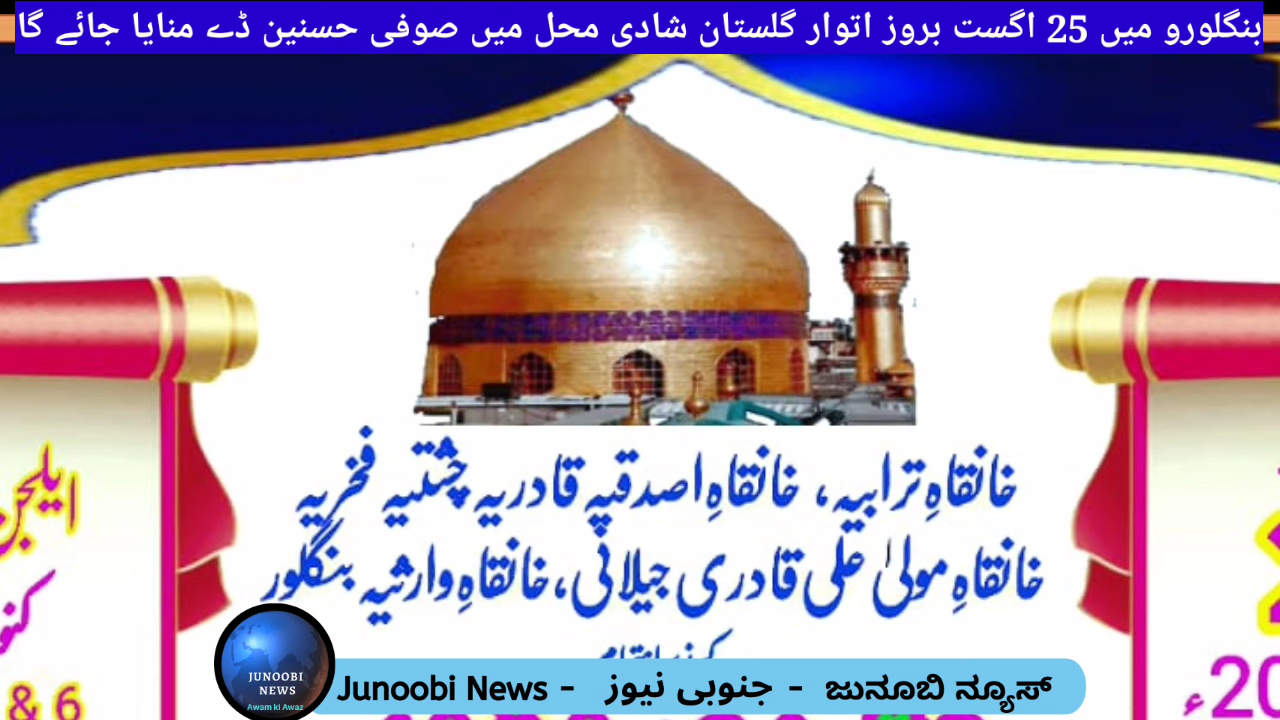 بنگلورو میں 25 اگست بروز اتوار گلستان شادی محل میں صوفی حسنین ڈے منایا جائے گا
خانقاہِ ترابیہ، خانقاہِ اصدقیہ قادریہ چشتیہ فخریہ
خانقاہِ مولیٰ علی قادری جیلانی، خانقاہِ وارثیہ بنگلور
& 6
JUNOOBI
NEWS
Awam ki Awaz
Junoobi News - جنوبی نیوز - ಜುನೂಬಿ ನ್ಯೂಸ್